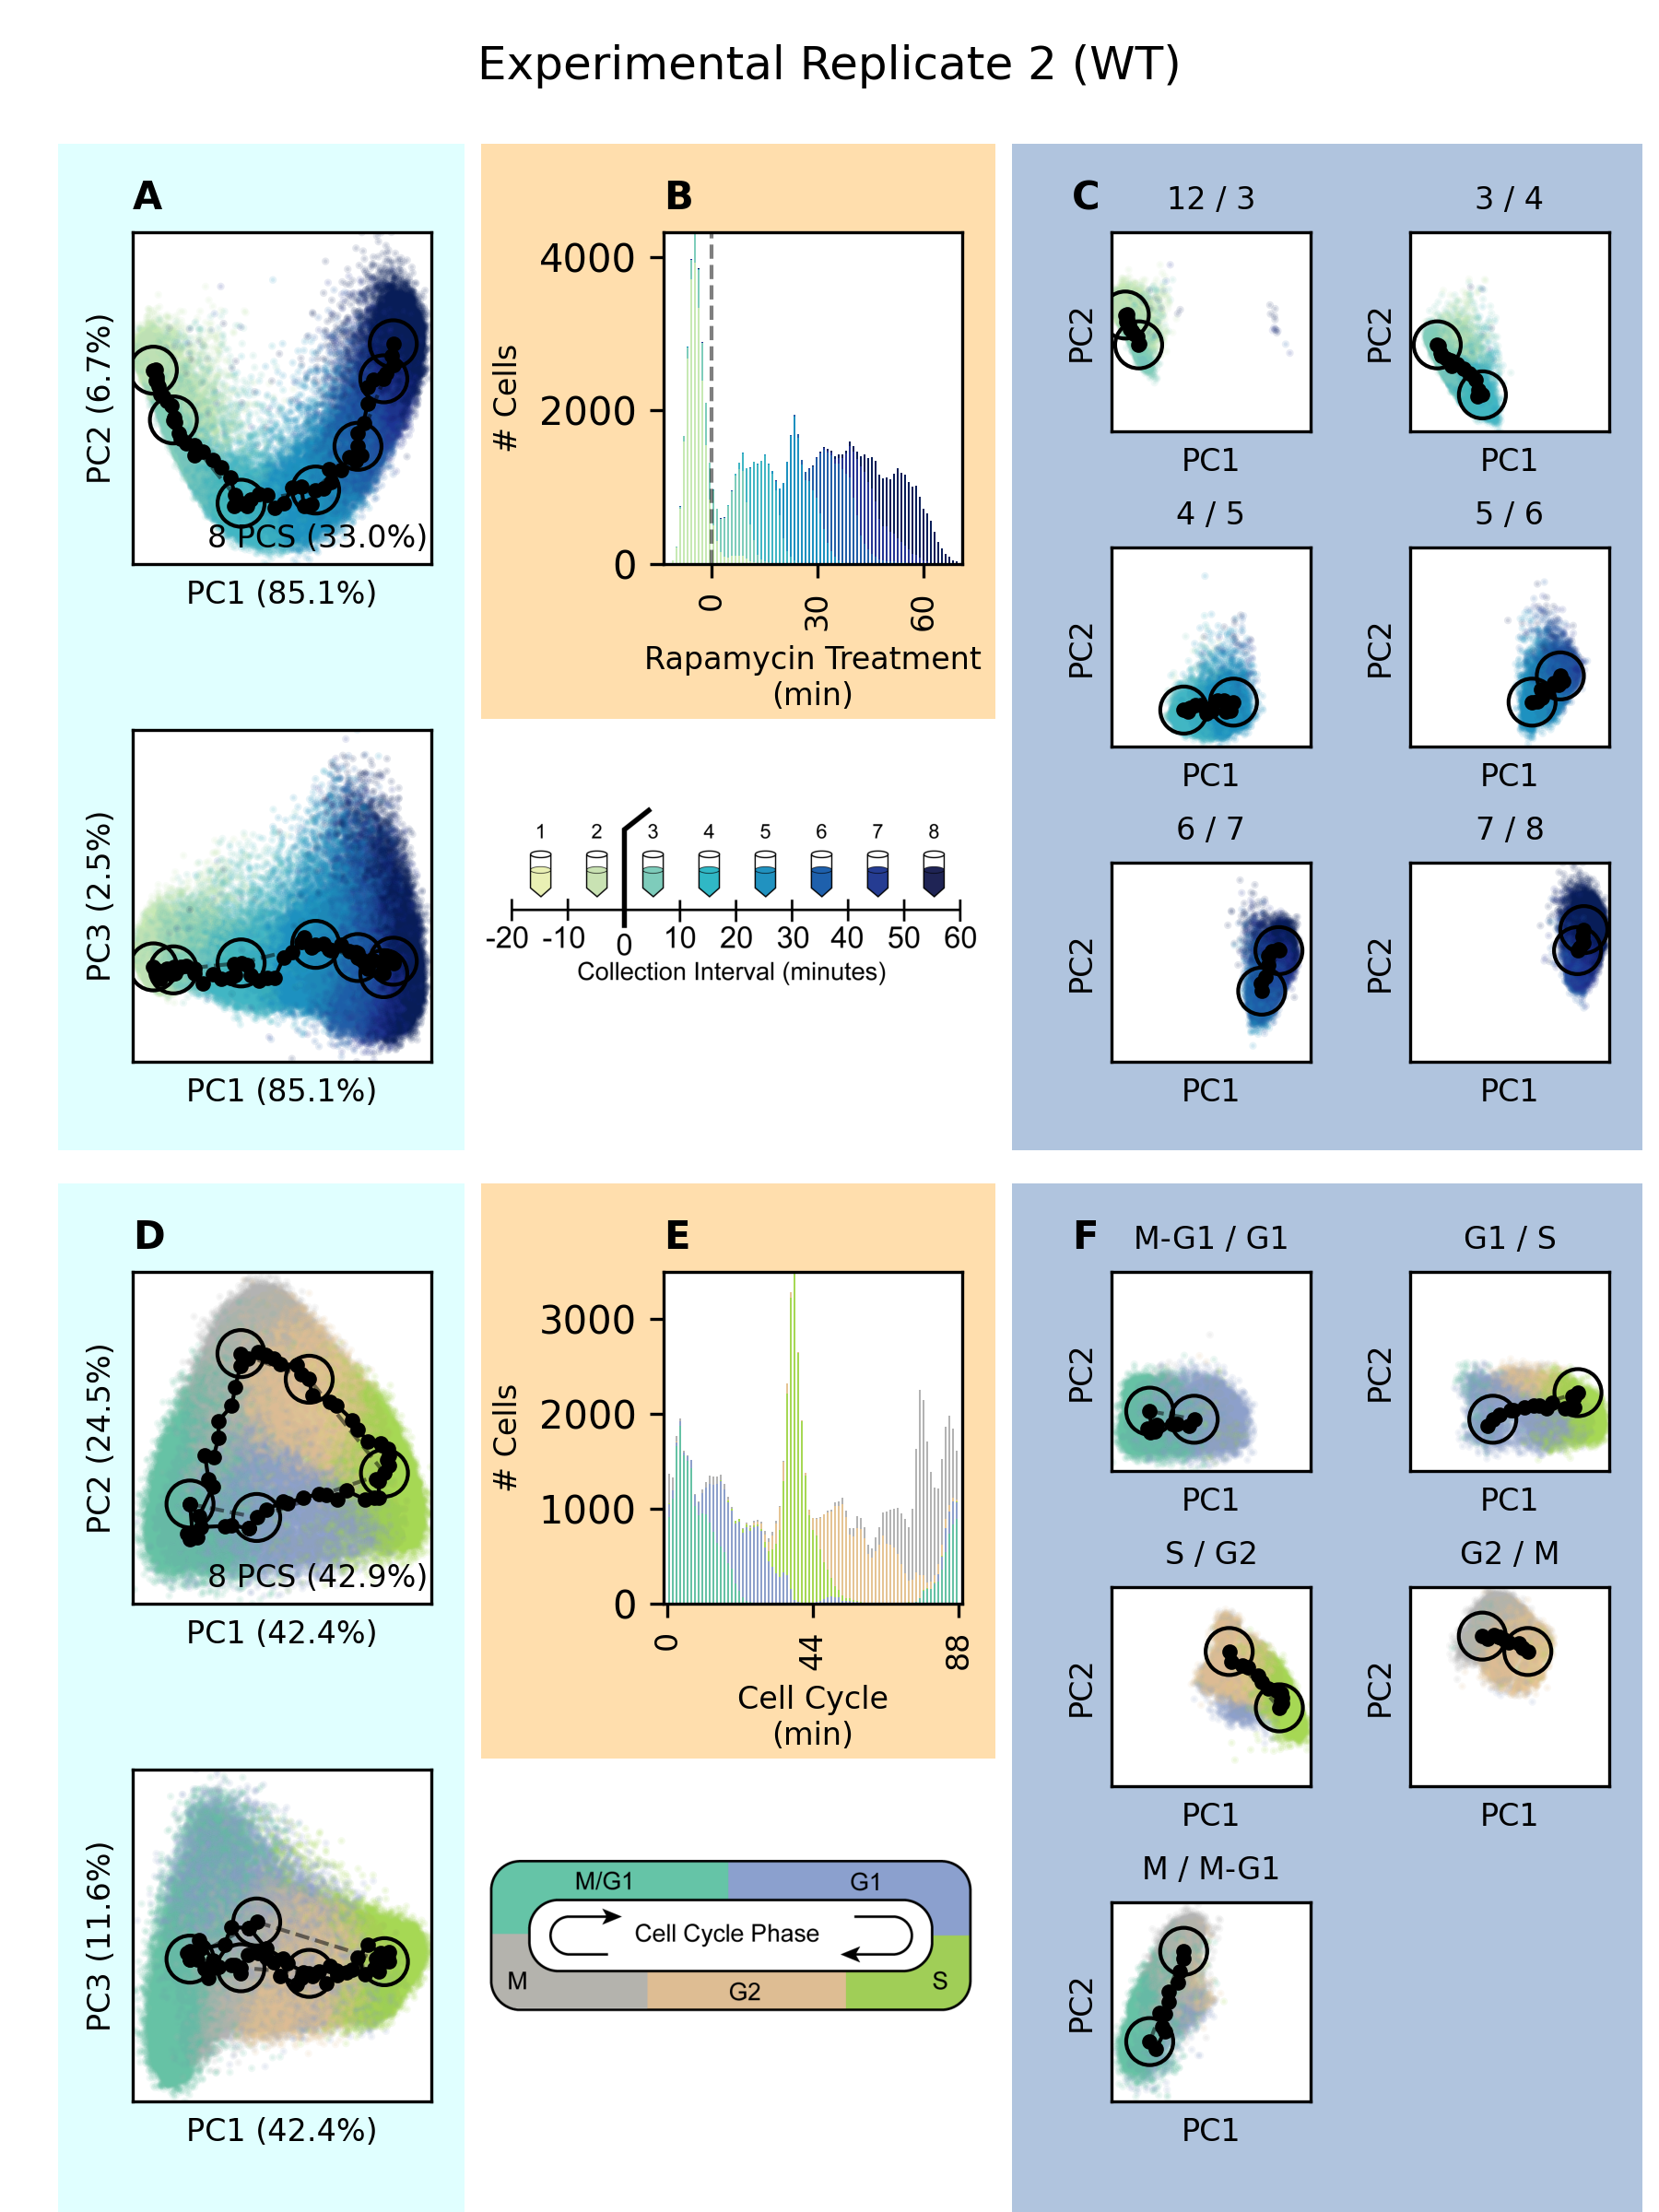 Experimental Replicate 2 (WT)
A
PC2 (6.7%)
8 PCS (33.0%)
PC1 (85.1%)
PC3 (2.5%)
PC1 (85.1%)
B
# Cells
4000
2000
0
0
30
60
Rapamycin Treatment
(min)
1 2 3 4 5 6 7 8
-20 -10 0 10 20 30 40 50 60
Collection Interval (minutes)
C
12 / 3
PC2
PC1
3 / 4
PC2
PC1
4 / 5
PC2
PC1
5 / 6
PC2
PC1
6 / 7
PC2
PC1
7 / 8
PC2
PC1
D
PC2 (24.5%)
8 PCS (42.9%)
PC1 (42.4%)
PC3 (11.6%)
PC1 (42.4%)
E
# Cells
3000
2000
1000
0
0
44
88
Cell Cycle
(min)
M/G1
G1
Cell Cycle Phase
M
G2
S
F
M-G1 / G1
PC2
PC1
G1 / S
PC2
PC1
S / G2
PC2
PC1
G2 / M
PC2
PC1
M / M-G1
PC2
PC1